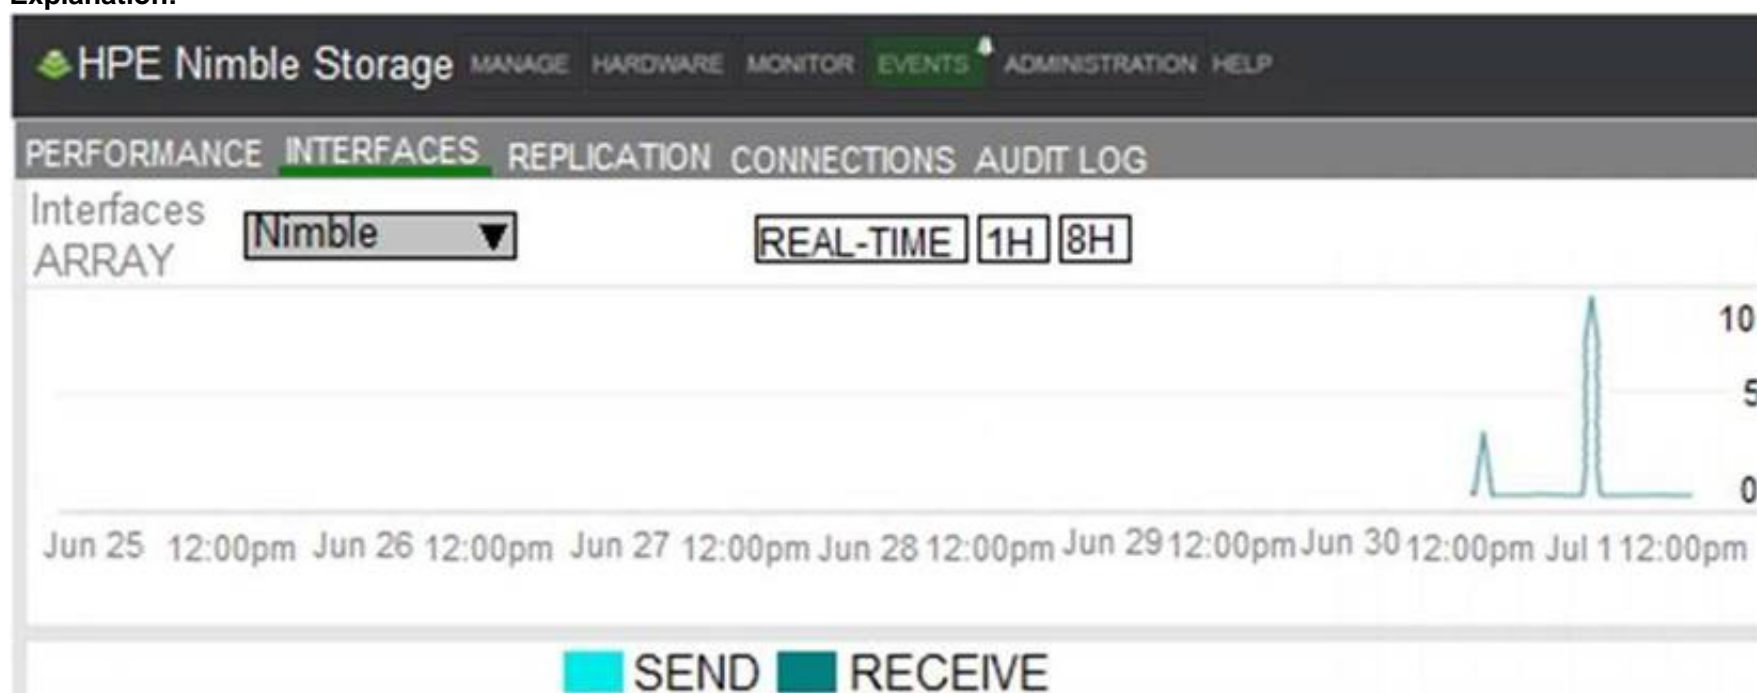 Explanation:
HPE Nimble Storage MANAGE HARDWARE MONITOR EVENTS ADMINISTRATION HELP
PERFORMANCE INTERFACES REPLICATION CONNECTIONS AUDIT LOG
Interfaces
ARRAY Nimble REAL-TIME 1H 8H
10
5
0
Jun 25 12:00pm Jun 26 12:00pm Jun 27 12:00pm Jun 28 12:00pm Jun 29 12:00pm Jun 30 12:00pm Jul 1 12:00pm
SEND RECEIVE